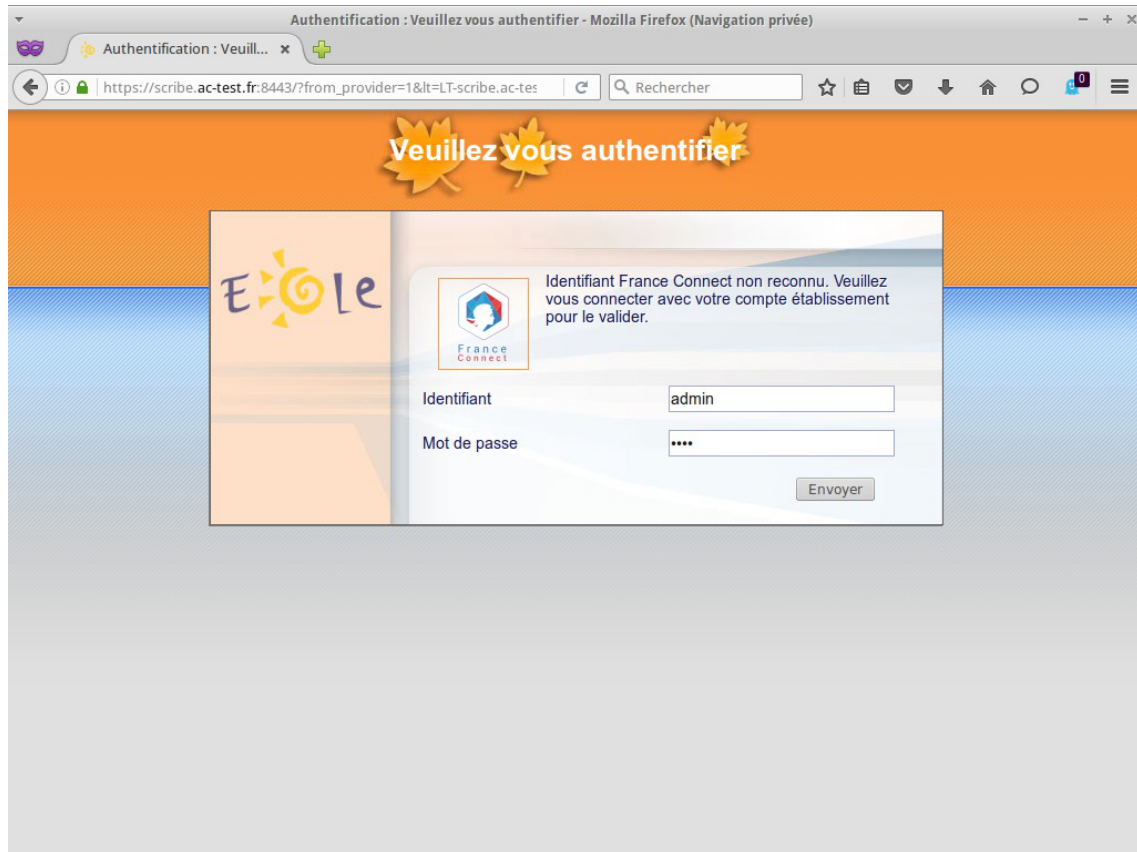 Authentification : Veuillez vous authentifier - Mozilla Firefox (Navigation privée)
Authentification : Veuill...
https://scribe.ac-test.fr:8443/?from_provider=1&lt=LT-scribe.ac-tes
Rechercher
0
Veuillez vous authentifier
EOle
Identifiant France Connect non reconnu. Veuillez
vous connecter avec votre compte établissement
pour le valider.
France
Connect
Identifiant
admin
Mot de passe
••••
Envoyer